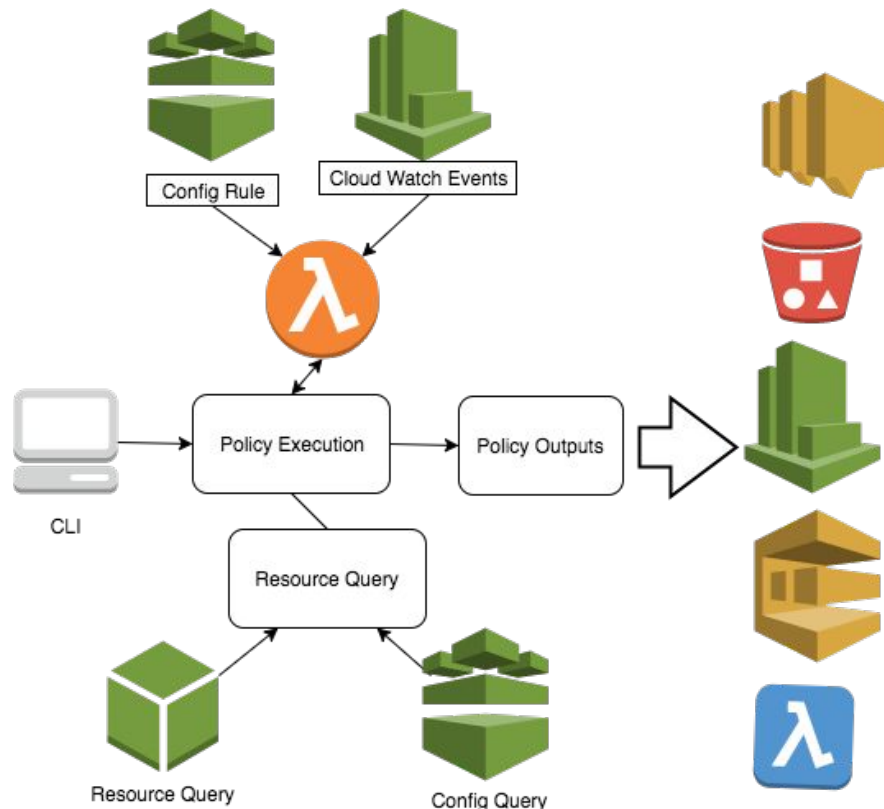 Config Rule
Cloud Watch Events
λ
CLI
Policy Execution
Policy Outputs
Resource Query
Resource Query
Config Query
λ